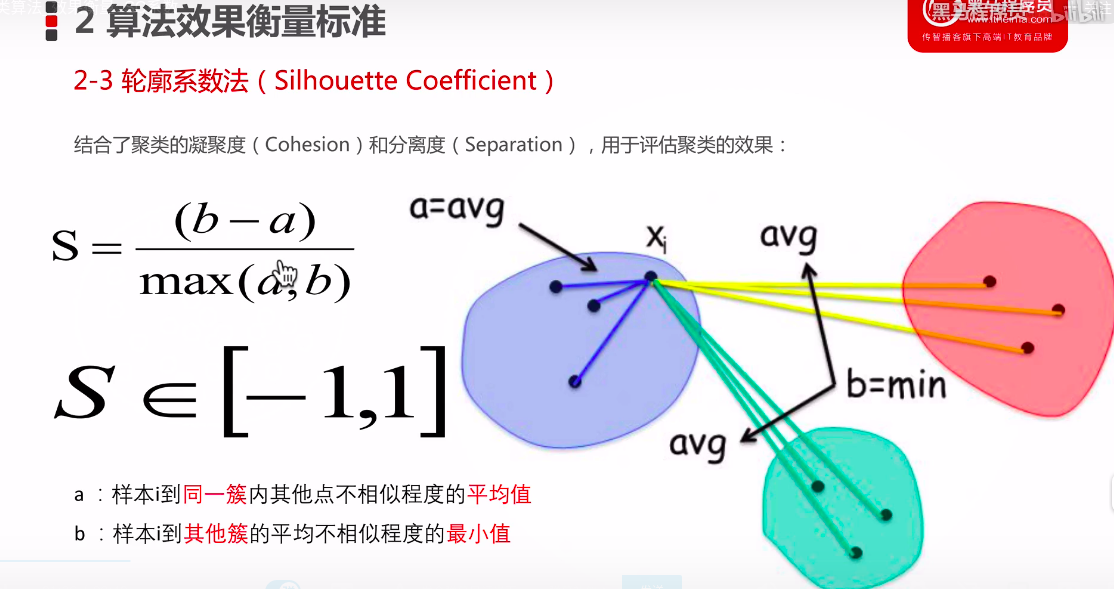 2 算法效果衡量标准
黑马程序员
www.itheima.com
bilibili
传智播客旗下高端IT教育品牌
2-3 轮廓系数法（Silhouette Coefficient）
结合了聚类的凝聚度（Cohesion）和分离度（Separation），用于评估聚类的效果：
S = (b − a) / max(a, b)
S ∈ [−1,1]
a=avg
xᵢ
avg
b=min
avg
a ：样本i到同一簇内其他点不相似程度的平均值
b ：样本i到其他簇的平均不相似程度的最小值